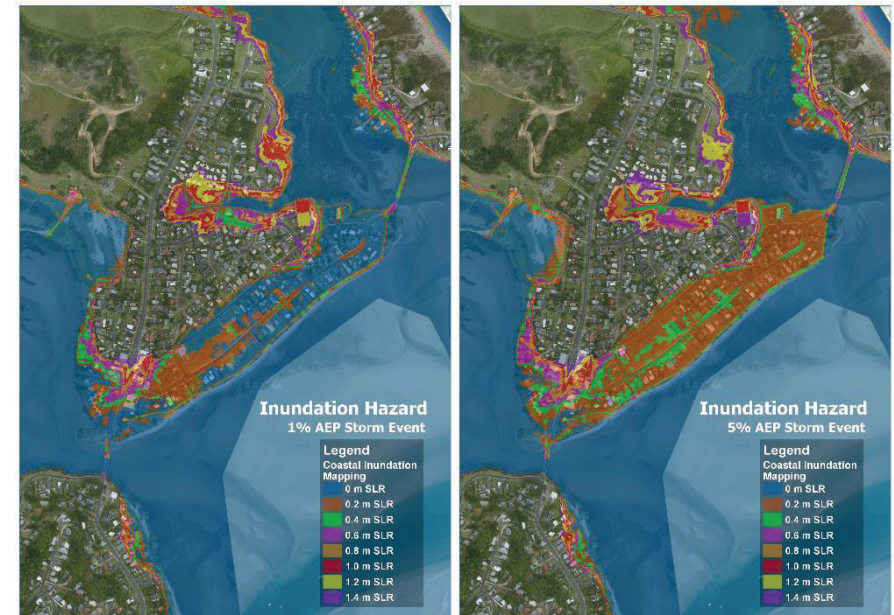 Inundation Hazard
1% AEP Storm Event
Legend
Coastal Inundation
Mapping
0 m SLR
0.2 m SLR
0.4 m SLR
0.6 m SLR
0.8 m SLR
1.0 m SLR
1.2 m SLR
1.4 m SLR
Inundation Hazard
5% AEP Storm Event
Legend
Coastal Inundation
Mapping
0 m SLR
0.2 m SLR
0.4 m SLR
0.6 m SLR
0.8 m SLR
1.0 m SLR
1.2 m SLR
1.4 m SLR